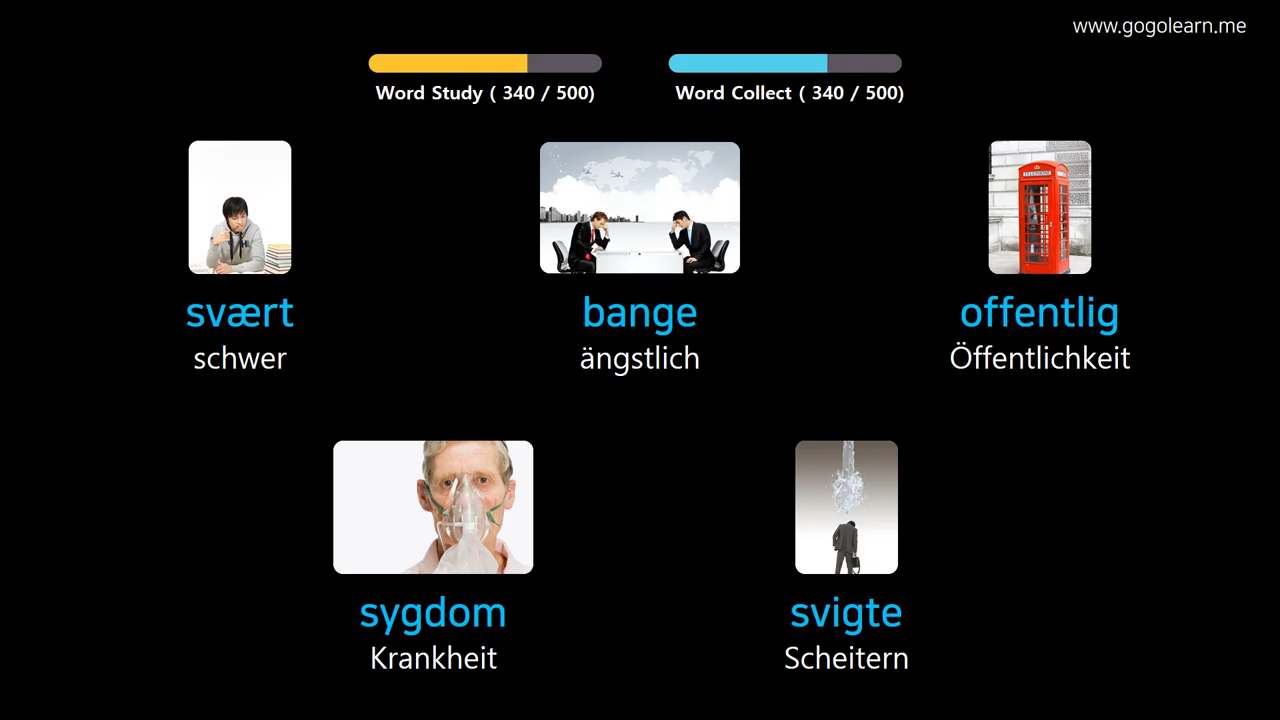 www.gogolearn.me
Word Study ( 340 / 500)
Word Collect ( 340 / 500)
TELEPHONE
svært
schwer
bange
ängstlich
offentlig
Öffentlichkeit
sygdom
Krankheit
svigte
Scheitern